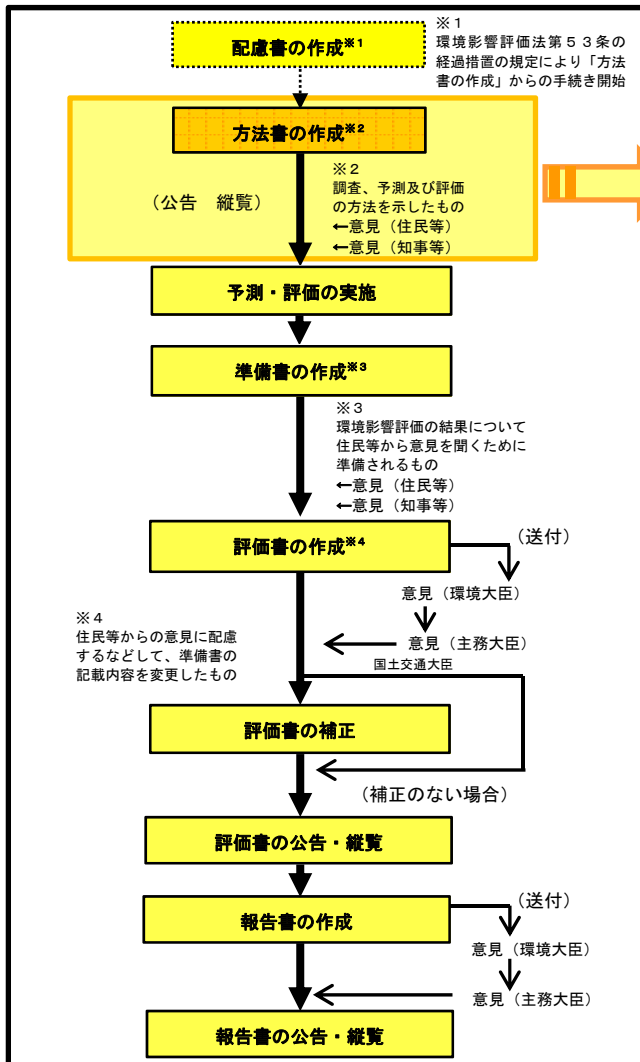 配慮書の作成※1
※１
環境影響評価法第５３条の
経過措置の規定により「方法
書の作成」からの手続き開始
方法書の作成※2
（公告　縦覧）
※２
調査、予測及び評価
の方法を示したもの
←意見（住民等）
←意見（知事等）
予測・評価の実施
準備書の作成※3
※３
環境影響評価の結果について
住民等から意見を聞くために
準備されるもの
←意見（住民等）
←意見（知事等）
評価書の作成※4
（送付）
意見（環境大臣）
意見（主務大臣）
国土交通大臣
※４
住民等からの意見に配慮
するなどして、準備書の
記載内容を変更したもの
評価書の補正
（補正のない場合）
評価書の公告・縦覧
報告書の作成
（送付）
意見（環境大臣）
意見（主務大臣）
報告書の公告・縦覧